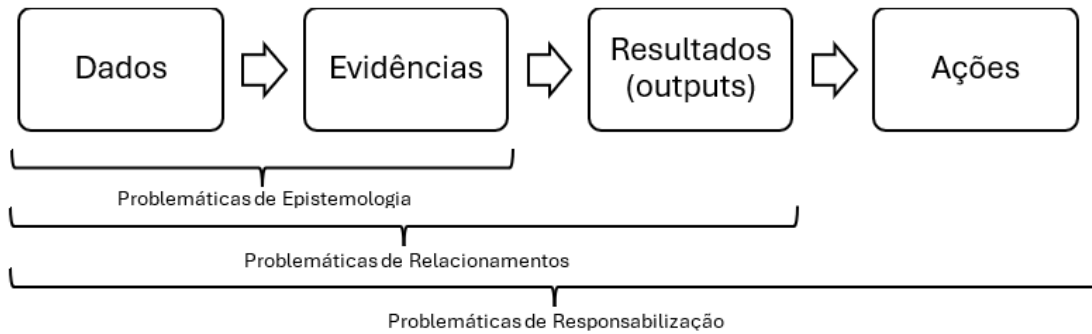 Dados
Evidências
Resultados
(outputs)
Ações
Problemáticas de Epistemologia
Problemáticas de Relacionamentos
Problemáticas de Responsabilização